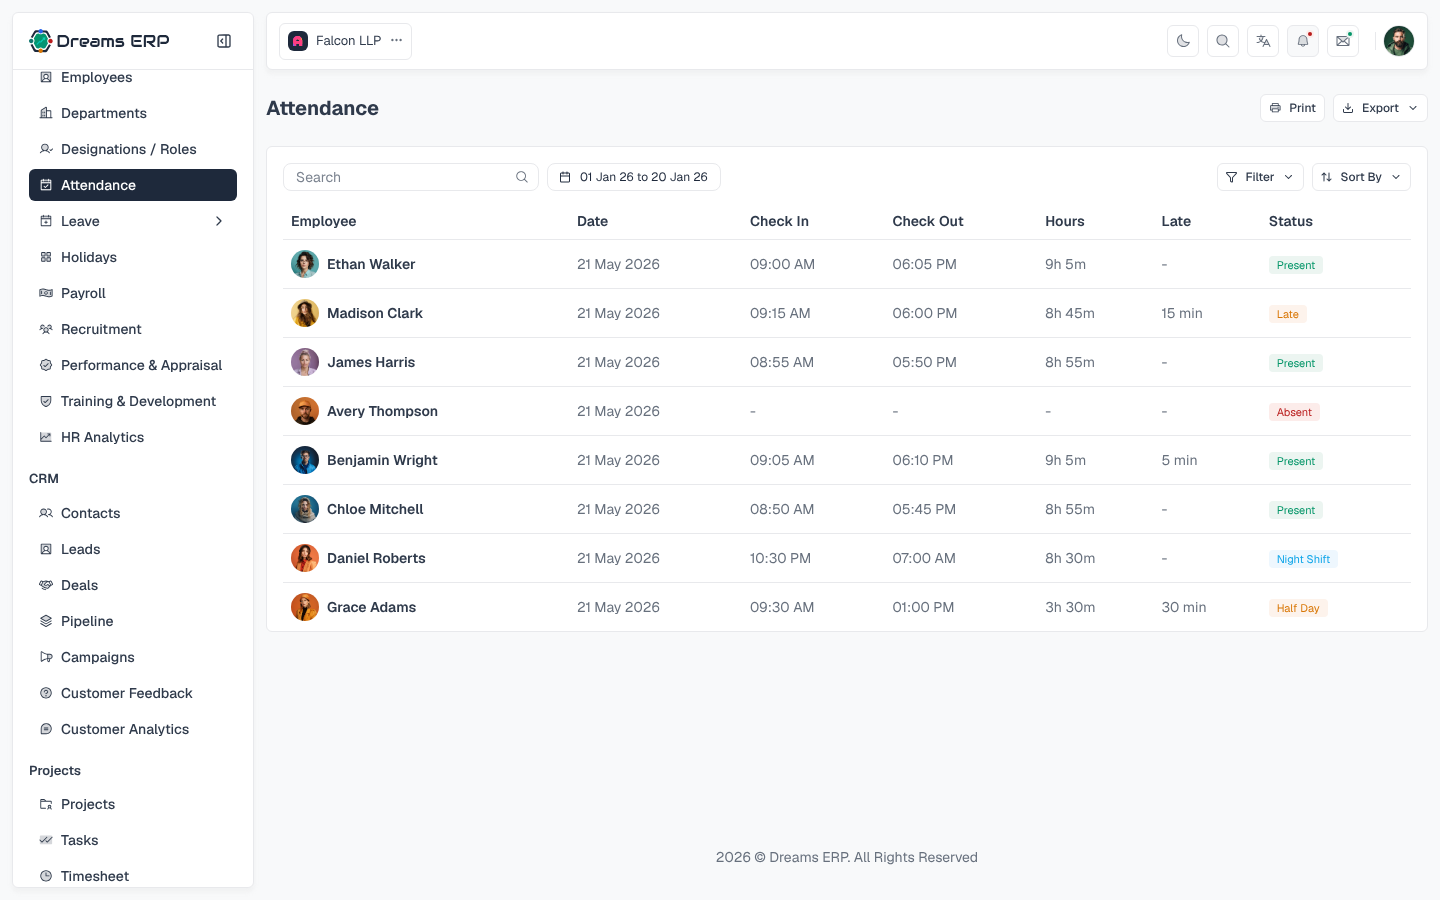 Dreams ERP
Employees
Departments
Designations / Roles
Attendance
Leave
Holidays
Payroll
Recruitment
Performance & Appraisal
Training & Development
HR Analytics
CRM
Contacts
Leads
Deals
Pipeline
Campaigns
Customer Feedback
Customer Analytics
Projects
Projects
Tasks
Timesheet
Falcon LLP
Attendance
Print
Export
Search
01 Jan 26 to 20 Jan 26
Filter
Sort By
Employee Date Check In Check Out Hours Late Status
Ethan Walker 21 May 2026 09:00 AM 06:05 PM 9h 5m - Present
Madison Clark 21 May 2026 09:15 AM 06:00 PM 8h 45m 15 min Late
James Harris 21 May 2026 08:55 AM 05:50 PM 8h 55m - Present
Avery Thompson 21 May 2026 - - - - Absent
Benjamin Wright 21 May 2026 09:05 AM 06:10 PM 9h 5m 5 min Present
Chloe Mitchell 21 May 2026 08:50 AM 05:45 PM 8h 55m - Present
Daniel Roberts 21 May 2026 10:30 PM 07:00 AM 8h 30m - Night Shift
Grace Adams 21 May 2026 09:30 AM 01:00 PM 3h 30m 30 min Half Day
2026 © Dreams ERP. All Rights Reserved